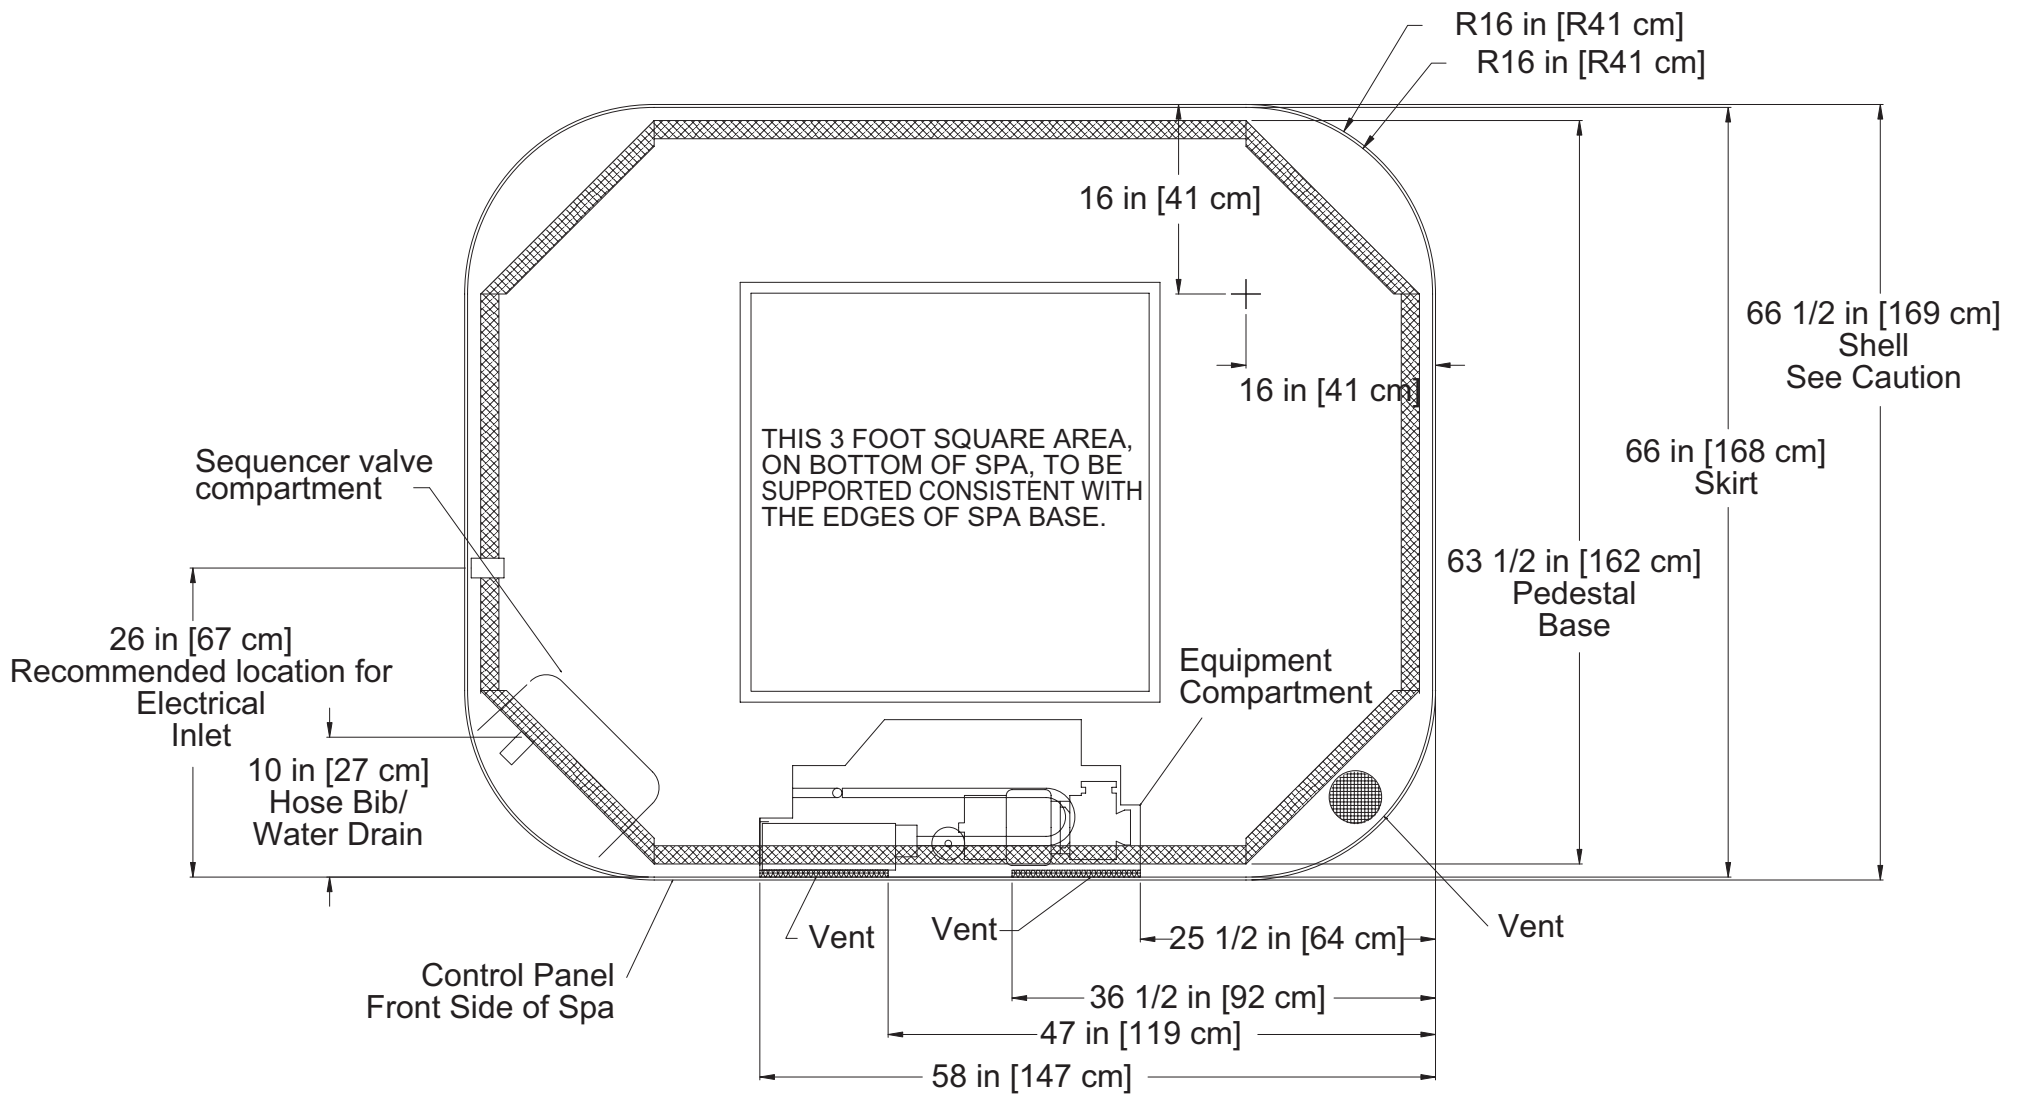 R16 in [R41 cm]
R16 in [R41 cm]
16 in [41 cm]
16 in [41 cm]
66 1/2 in [169 cm]
Shell
See Caution
66 in [168 cm]
Skirt
63 1/2 in [162 cm]
Pedestal
Base
THIS 3 FOOT SQUARE AREA,
ON BOTTOM OF SPA, TO BE
SUPPORTED CONSISTENT WITH
THE EDGES OF SPA BASE.
Sequencer valve
compartment
26 in [67 cm]
Recommended location for
Electrical
Inlet
10 in [27 cm]
Hose Bib/
Water Drain
Equipment
Compartment
Vent
Vent
Vent
Control Panel
Front Side of Spa
25 1/2 in [64 cm]
36 1/2 in [92 cm]
47 in [119 cm]
58 in [147 cm]